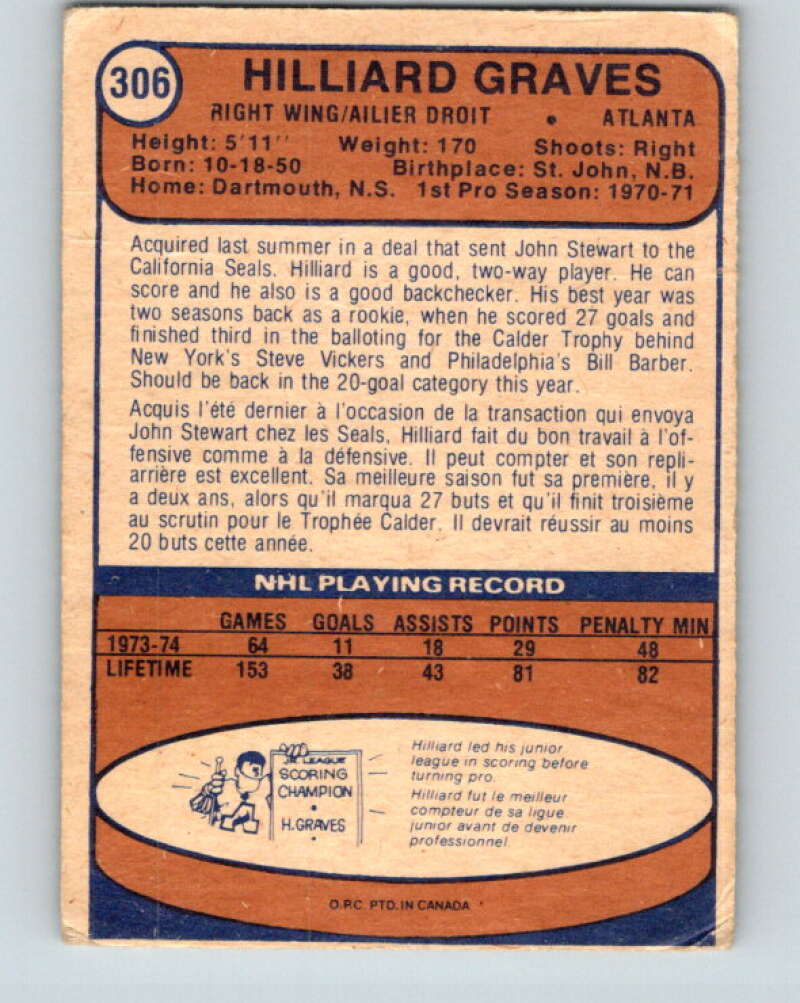 306
HILLIARD GRAVES
RIGHT WING/AILIER DROIT • ATLANTA
Height: 5'11'' Weight: 170 Shoots: Right
Born: 10-18-50 Birthplace: St. John, N.B.
Home: Dartmouth, N.S. 1st Pro Season: 1970-71
Acquired last summer in a deal that sent John Stewart to the
California Seals. Hilliard is a good, two-way player. He can
score and he also is a good backchecker. His best year was
two seasons back as a rookie, when he scored 27 goals and
finished third in the balloting for the Calder Trophy behind
New York's Steve Vickers and Philadelphia's Bill Barber.
Should be back in the 20-goal category this year.
Acquis l'été dernier à l'occasion de la transaction qui envoya
John Stewart chez les Seals, Hilliard fait du bon travail à l'of-
fensive comme à la défensive. Il peut compter et son repli-
arrière est excellent. Sa meilleure saison fut sa première, il y
a deux ans, alors qu'il marqua 27 buts et qu'il finit troisième
au scrutin pour le Trophée Calder. Il devrait réussir au moins
20 buts cette année.
NHL PLAYING RECORD
GAMES GOALS ASSISTS POINTS PENALTY MIN
1973-74 64 11 18 29 48
LIFETIME 153 38 43 81 82
JR. LEAGUE
SCORING
CHAMPION
•
H. GRAVES
A
Hilliard led his junior
league in scoring before
turning pro.
Hilliard fut le meilleur
compteur de sa ligue
junior avant de devenir
professionnel.
O.P.C. PTD. IN CANADA